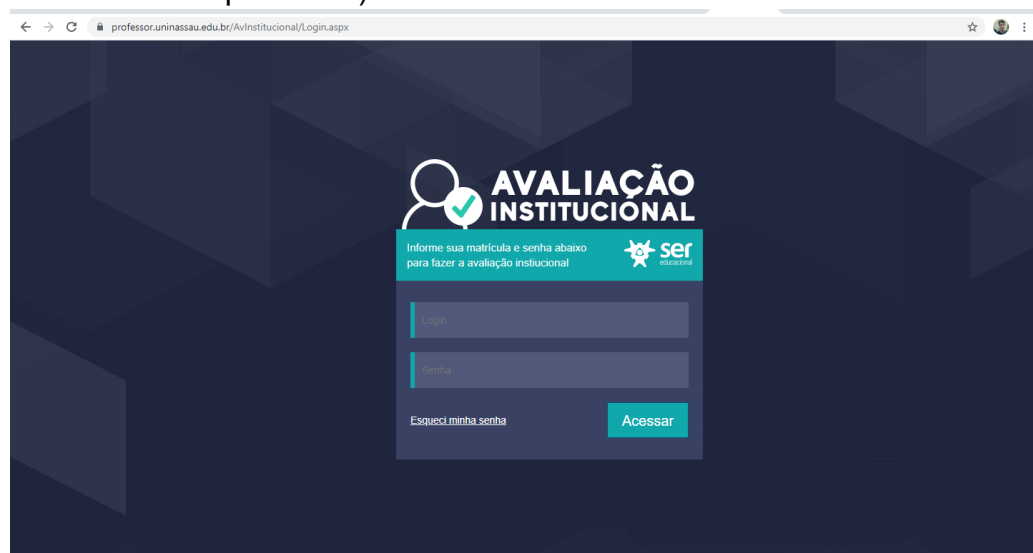 professor.uninassau.edu.br/AvInstitucional/Login.aspx
AVALIAÇÃO
INSTITUCIONAL
Informe sua matrícula e senha abaixo
para fazer a avaliação instiucional
ser
educacional
Login
Senha
Esqueci minha senha
Acessar